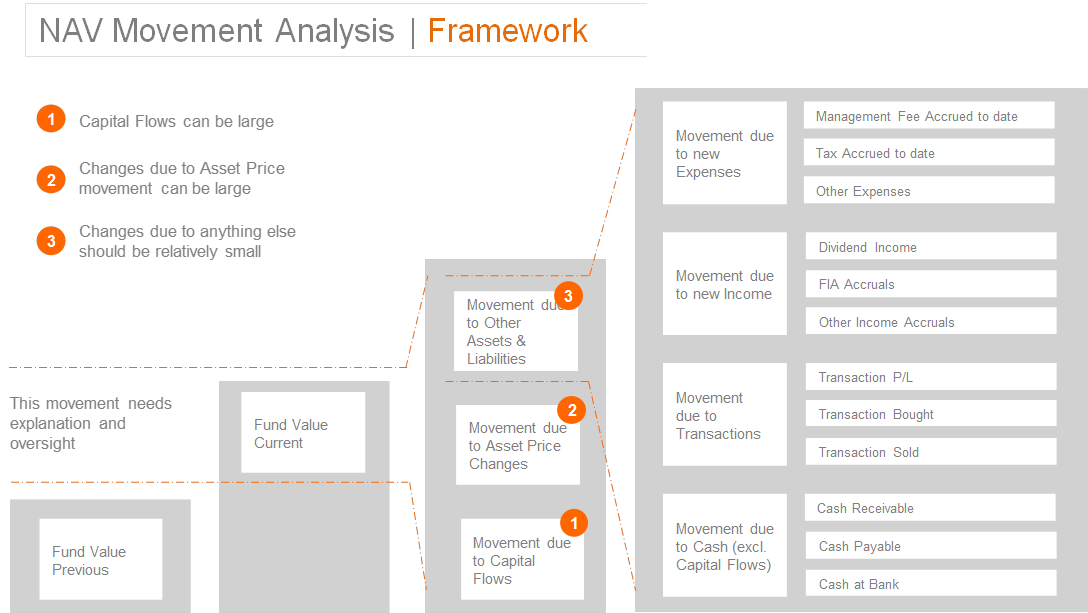 NAV Movement Analysis | Framework
1
Capital Flows can be large
2
Changes due to Asset Price
movement can be large
3
Changes due to anything else
should be relatively small
This movement needs
explanation and
oversight
Fund Value
Previous
Fund Value
Current
3
Movement due
to Other
Assets &
Liabilities
2
Movement due
to Asset Price
Changes
1
Movement due
to Capital
Flows
Movement due
to new
Expenses
Management Fee Accrued to date
Tax Accrued to date
Other Expenses
Movement due
to new Income
Dividend Income
FIA Accruals
Other Income Accruals
Movement
due to
Transactions
Transaction P/L
Transaction Bought
Transaction Sold
Movement due
to Cash (excl.
Capital Flows)
Cash Receivable
Cash Payable
Cash at Bank